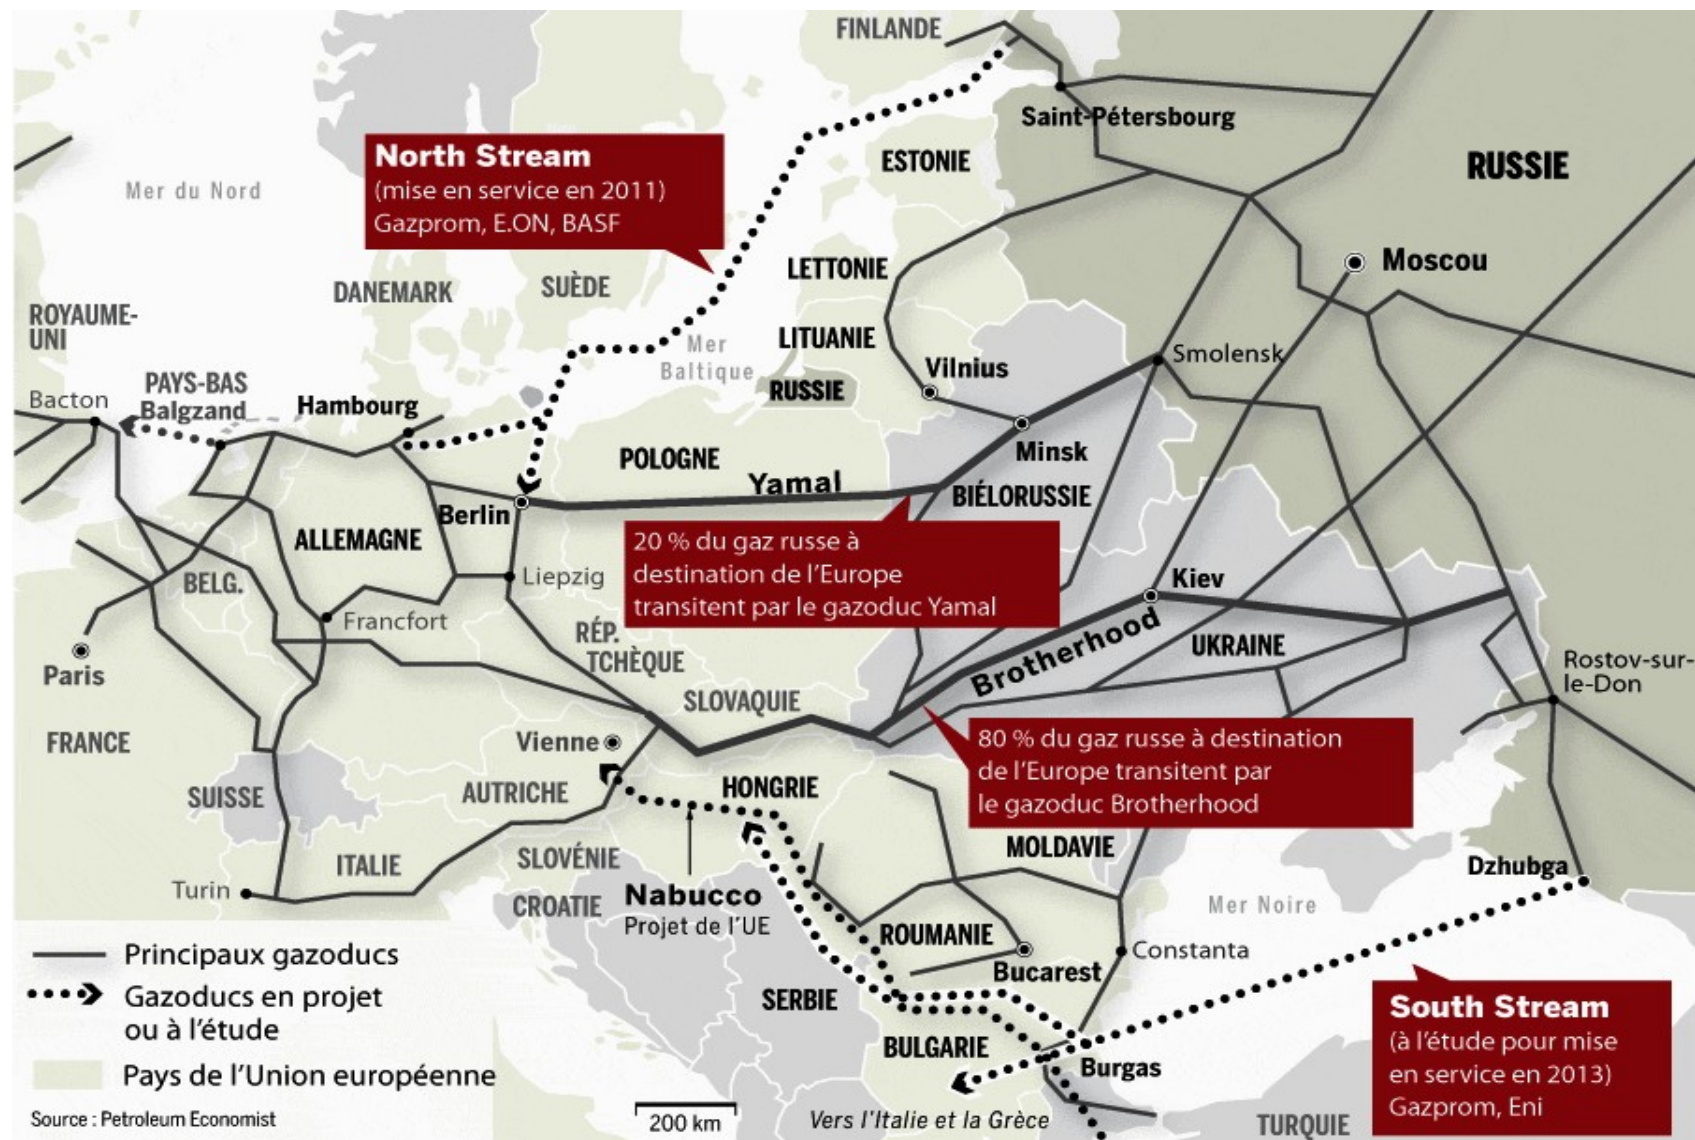 FINLANDE
Saint-Pétersbourg
North Stream
(mise en service en 2011)
Gazprom, E.ON, BASF
ESTONIE
RUSSIE
Mer du Nord
LETTONIE
Moscou
DANEMARK
SUÈDE
ROYAUME-
UNI
LITUANIE
Mer
Baltique
Smolensk
Vilnius
RUSSIE
PAYS-BAS
Balgzand
Bacton
Hambourg
POLOGNE
Minsk
Yamal
BIÉLORUSSIE
Berlin
ALLEMAGNE
20 % du gaz russe à
destination de l'Europe
transitent par le gazoduc Yamal
BELG.
Liepzig
Kiev
Francfort
RÉP.
TCHÈQUE
Brotherhood
UKRAINE
Paris
Rostov-sur-
le-Don
SLOVAQUIE
FRANCE
Vienne
80 % du gaz russe à destination
de l'Europe transitent par
le gazoduc Brotherhood
SUISSE
AUTRICHE
HONGRIE
MOLDAVIE
ITALIE
SLOVÉNIE
Dzhubga
Turin
CROATIE
Nabucco
Projet de l'UE
Mer Noire
ROUMANIE
Bucarest
Constanta
SERBIE
South Stream
(à l'étude pour mise
en service en 2013)
Gazprom, Eni
BULGARIE
Burgas
Vers l'Italie et la Grèce
TURQUIE
Principaux gazoducs
Gazoducs en projet
ou à l'étude
Pays de l'Union européenne
Source : Petroleum Economist
200 km